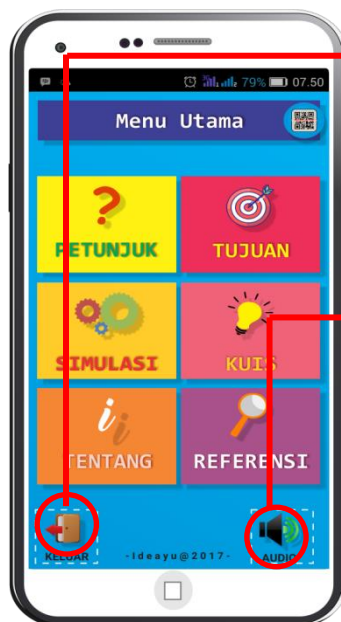 79% 07.50
Menu Utama
PETUNJUK TUJUAN
SIMULASI KUIS
TENTANG REFERENSI
KELUAR -Ideayu@2017- AUDIO